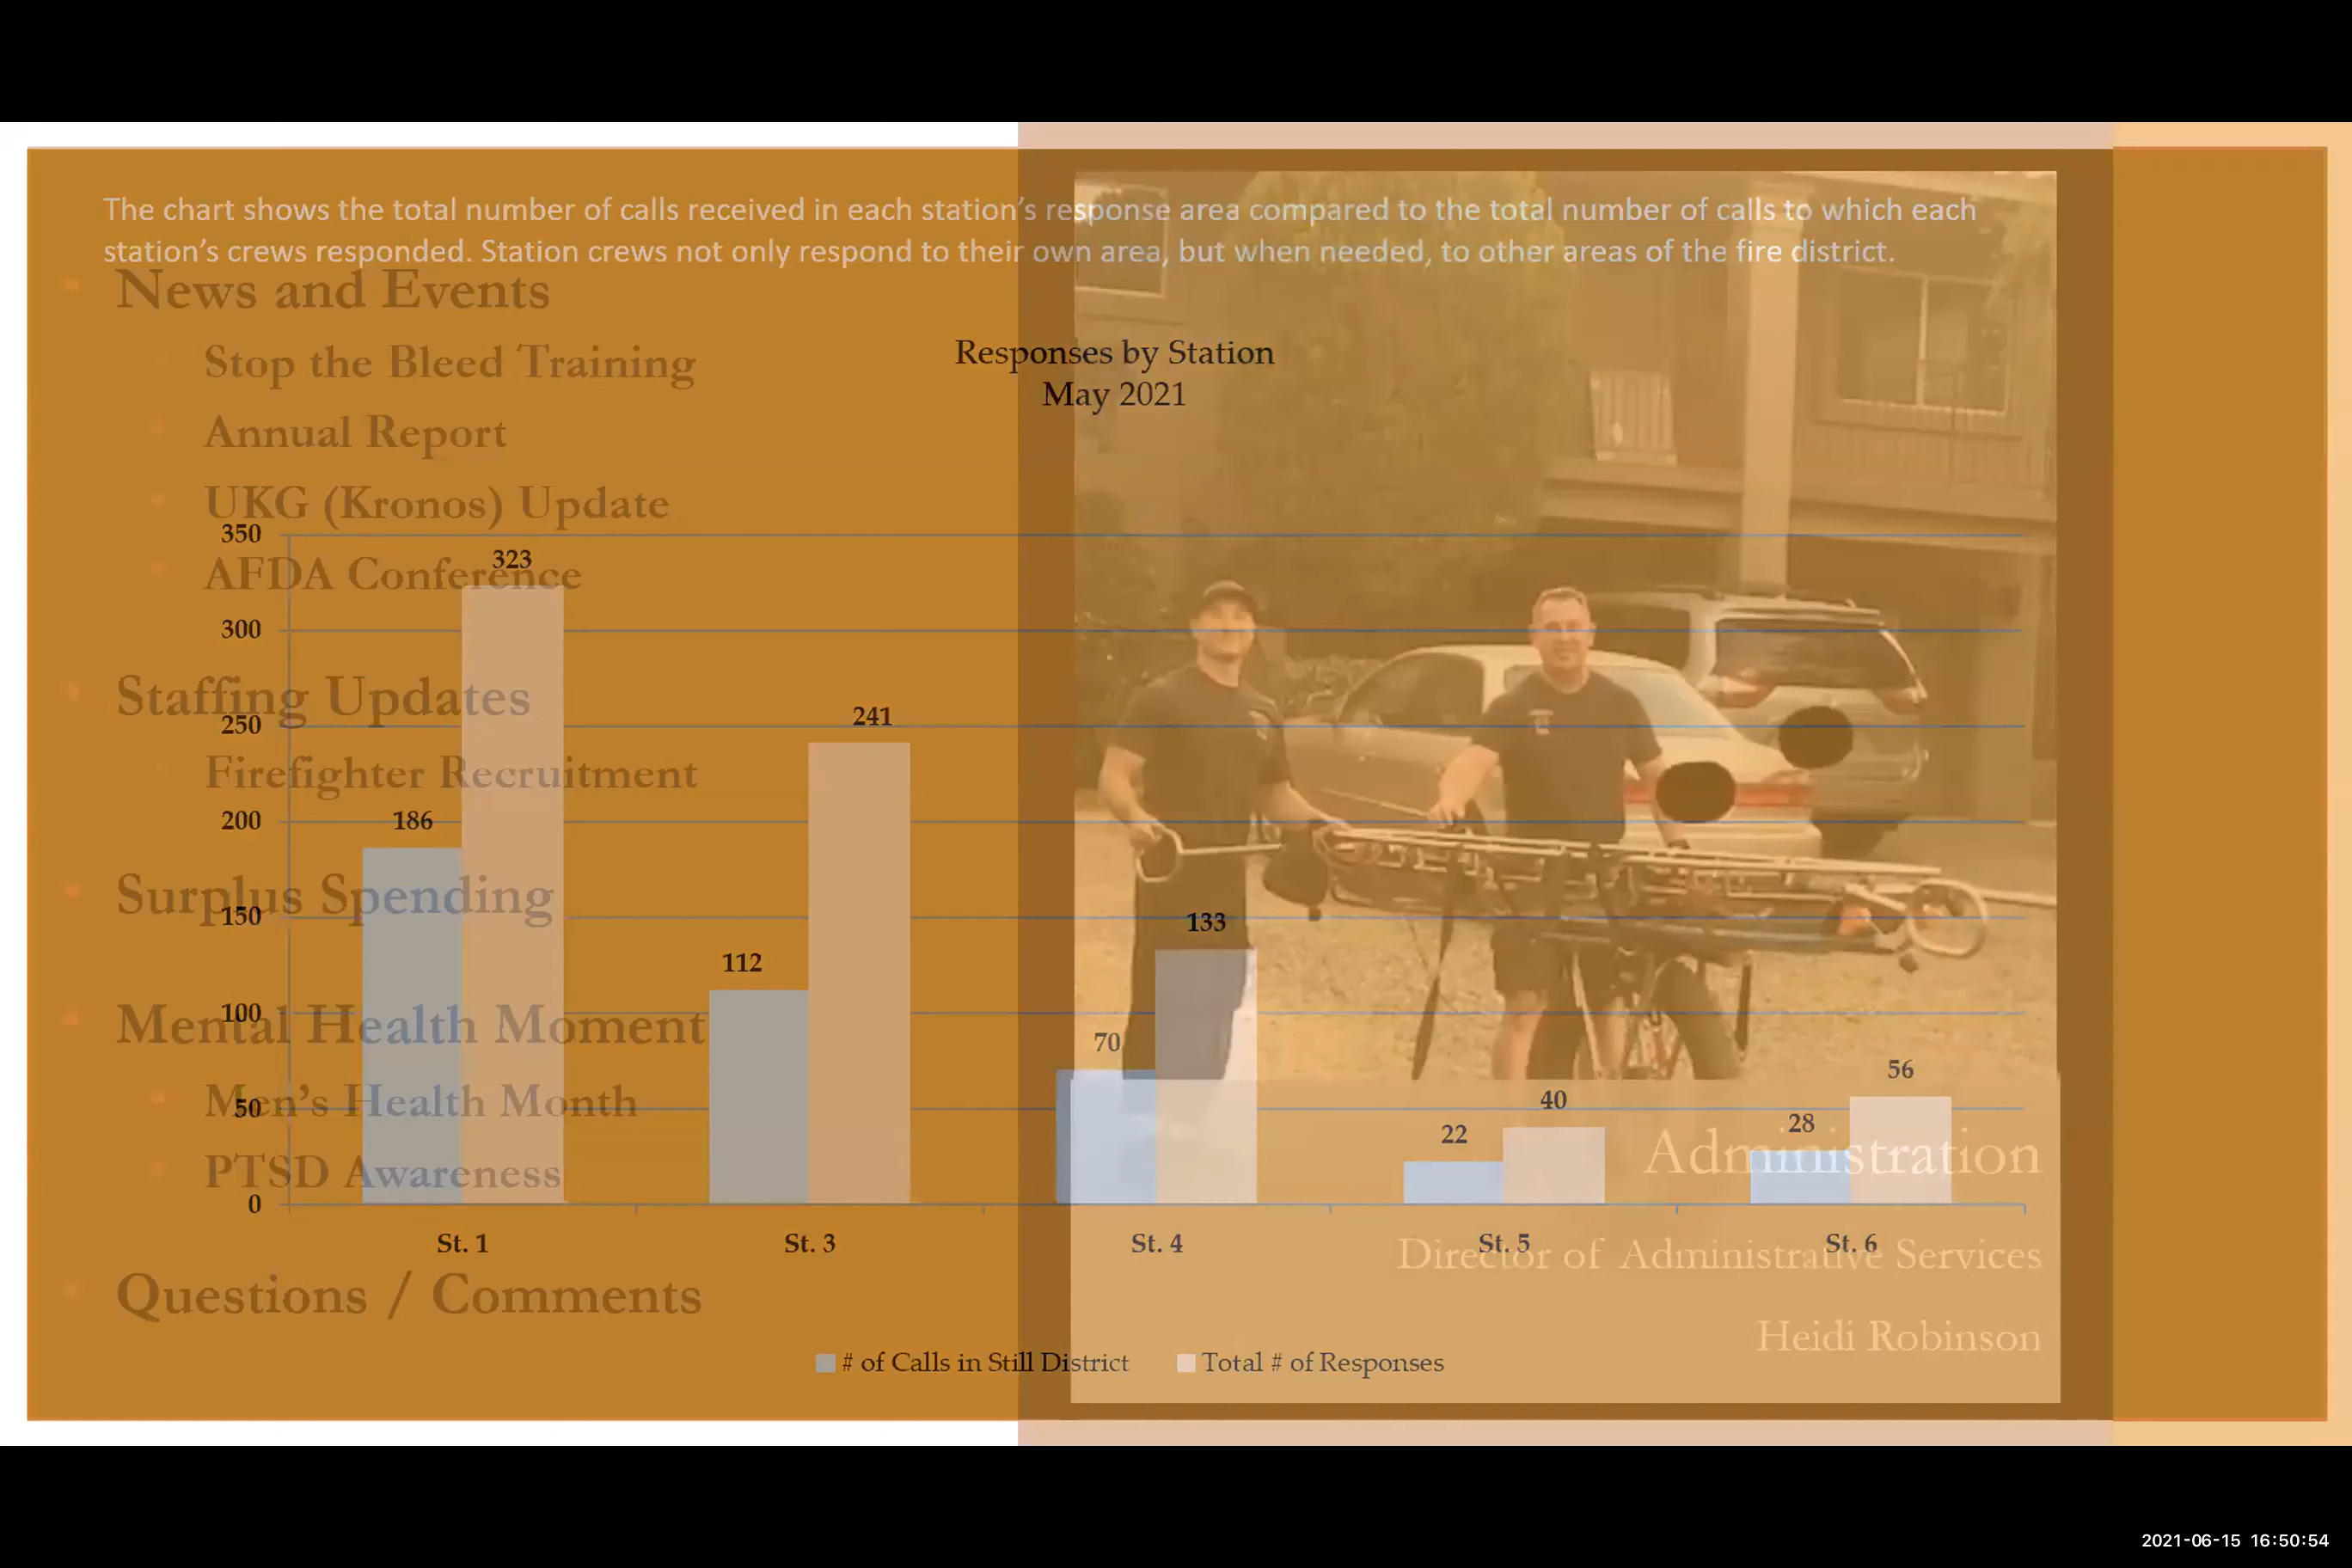 The chart shows the total number of calls received in each station's response area compared to the total number of calls to which each
station's crews responded. Station crews not only respond to their own area, but when needed, to other areas of the fire district.
News and Events
Stop the Bleed Training
Annual Report
UKG (Kronos) Update
AFDA Conference
Staffing Updates
Firefighter Recruitment
Surplus Spending
Mental Health Moment
Men's Health Month
PTSD Awareness
Questions / Comments
Responses by Station
May 2021
350
300
250
200
150
100
50
0
186
323
112
241
70
133
22
40
28
56
St. 1
St. 3
St. 4
St. 5
St. 6
# of Calls in Still District
Total # of Responses
Administration
Director of Administrative Services
Heidi Robinson
2021-06-15 16:50:54